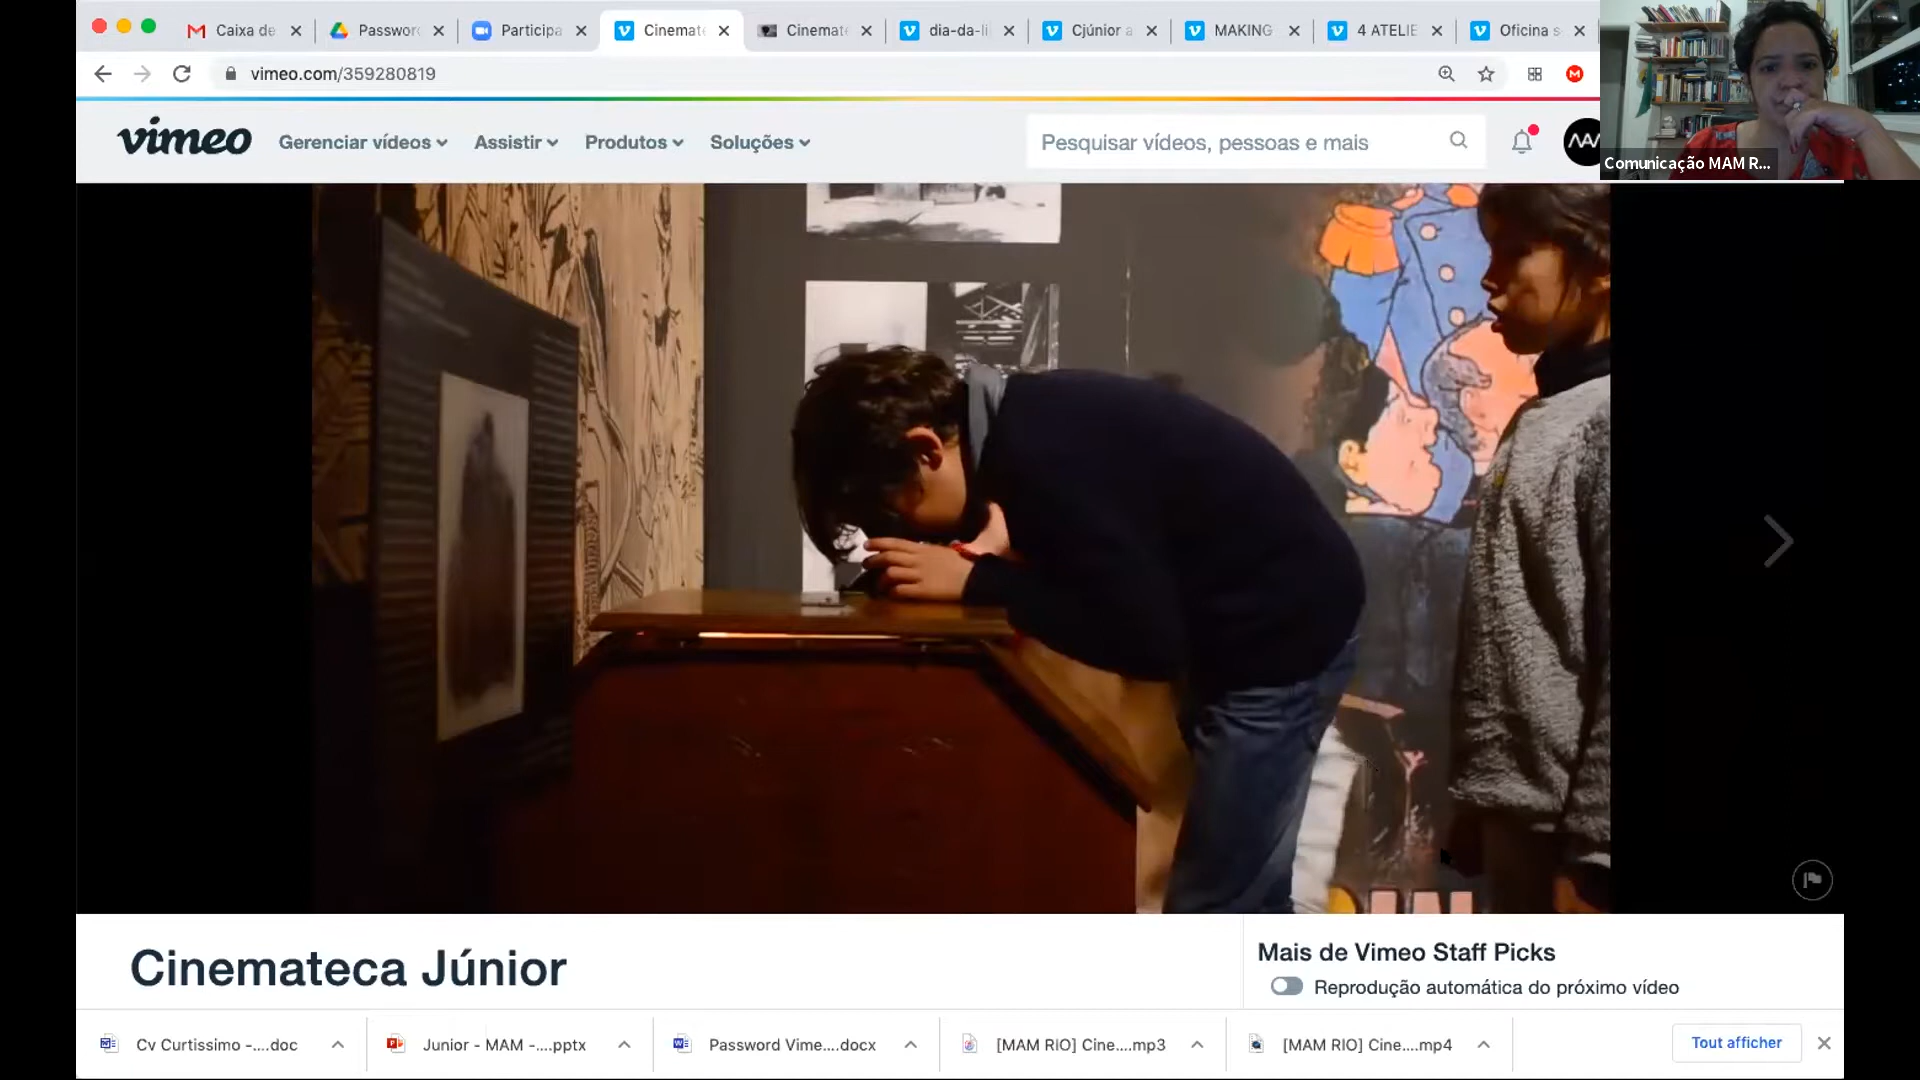 Caixa de
Password
Participa
Cinemate
Cinemate
dia-da-li
Cjúnior a
MAKING
4 ATELIE
Oficina s
vimeo.com/359280819
vimeo
Gerenciar vídeos
Assistir
Produtos
Soluções
Pesquisar vídeos, pessoas e mais
Comunicação MAM R...
Cinemateca Júnior
Mais de Vimeo Staff Picks
Reprodução automática do próximo vídeo
Cv Curtissimo -....doc
Junior - MAM -....pptx
Password Vime....docx
[MAM RIO] Cine....mp3
[MAM RIO] Cine....mp4
Tout afficher